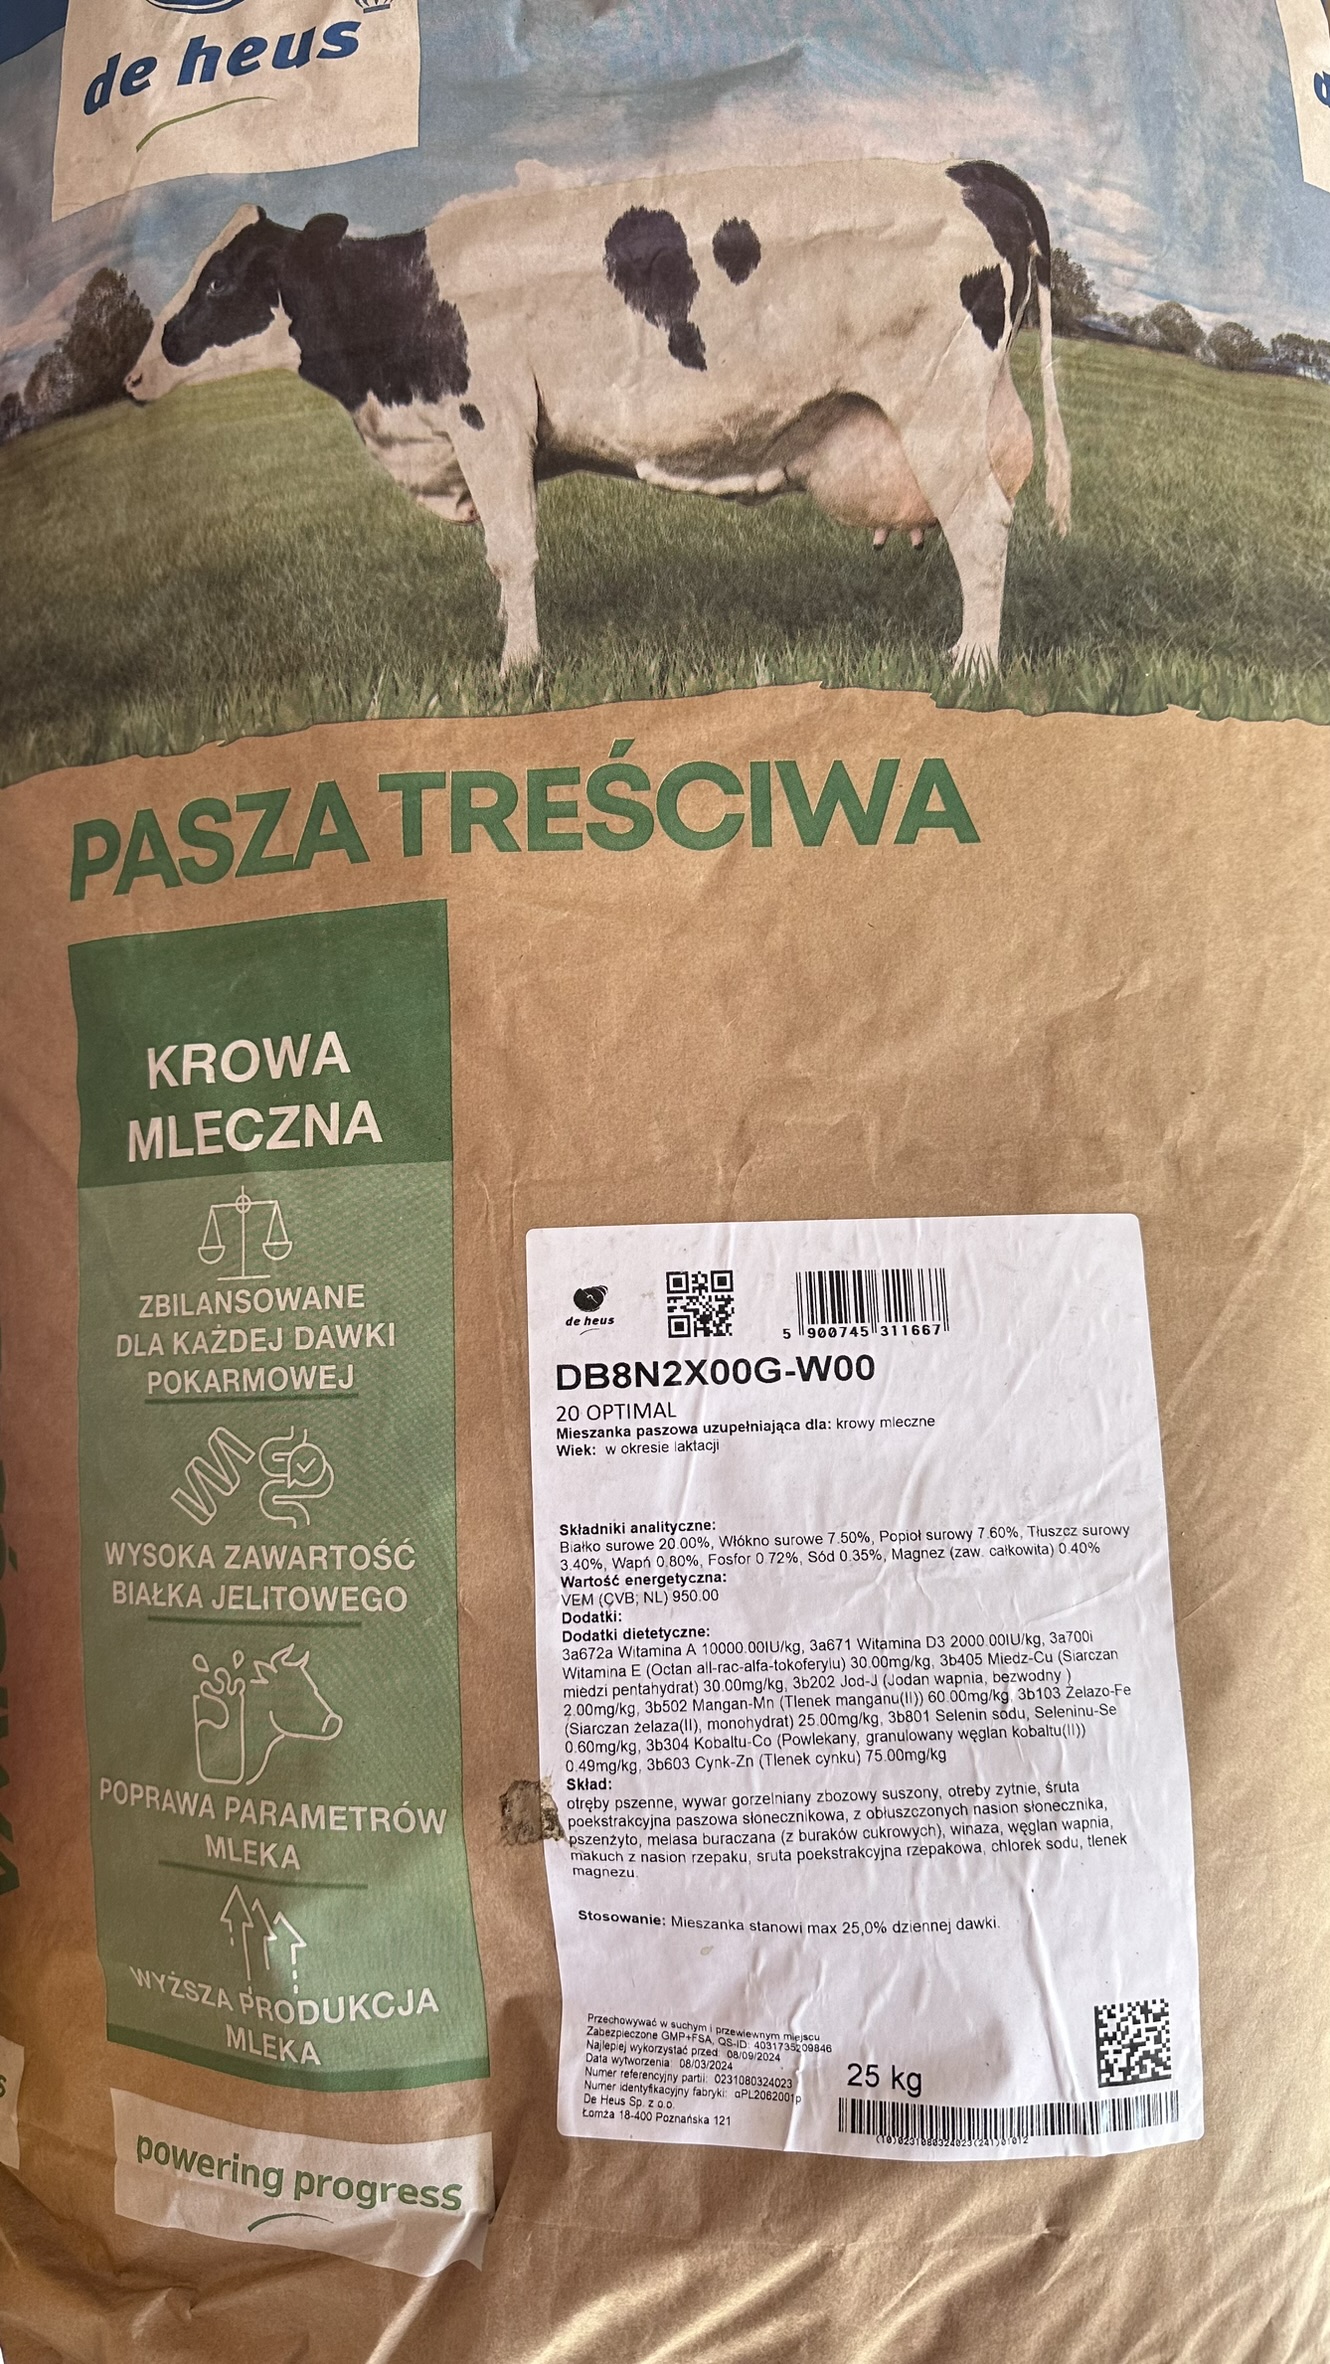 de heus
PASZA TREŚCIWA
KROWA
MLECZNA
ZBILANSOWANE
DLA KAŻDEJ DAWKI
POKARMOWEJ
WYSOKA ZAWARTOŚĆ
BIAŁKA JELITOWEGO
POPRAWA PARAMETRÓW
MLEKA
WYŻSZA PRODUKCJA
MLEKA
powering progress
de heus
5 900745 311667
DB8N2X00G-W00
20 OPTIMAL
Mieszanka paszowa uzupełniająca dla: krowy mleczne
Wiek: w okresie laktacji
Składniki analityczne:
Białko surowe 20.00%, Włókno surowe 7.50%, Popiół surowy 7.60%, Tłuszcz surowy
3.40%, Wapń 0.80%, Fosfor 0.72%, Sód 0.35%, Magnez (zaw. całkowita) 0.40%
Wartość energetyczna:
VEM (CVB; NL) 950.00
Dodatki:
Dodatki dietetyczne:
3a672a Witamina A 10000.00IU/kg, 3a671 Witamina D3 2000.00IU/kg, 3a700i
Witamina E (Octan all-rac-alfa-tokoferylu) 30.00mg/kg, 3b405 Miedz-Cu (Siarczan
miedzi pentahydrat) 30.00mg/kg, 3b202 Jod-J (Jodan wapnia, bezwodny )
2.00mg/kg, 3b502 Mangan-Mn (Tlenek manganu(II)) 60.00mg/kg, 3b103 Żelazo-Fe
(Siarczan żelaza(II), monohydrat) 25.00mg/kg, 3b801 Selenin sodu, Seleninu-Se
0.60mg/kg, 3b304 Kobaltu-Co (Powlekany, granulowany węglan kobaltu(II))
0.49mg/kg, 3b603 Cynk-Zn (Tlenek cynku) 75.00mg/kg
Skład:
otręby pszenne, wywar gorzelniany zbozowy suszony, otreby zytnie, śruta
poekstrakcyjna paszowa słonecznikowa, z obłuszczonych nasion słonecznika,
pszenżyto, melasa buraczana (z buraków cukrowych), winaza, węglan wapnia,
makuch z nasion rzepaku, sruta poekstrakcyjna rzepakowa, chlorek sodu, tlenek
magnezu.
Stosowanie: Mieszanka stanowi max 25,0% dziennej dawki.
Przechowywać w suchym i przewiewnym miejscu
Zabezpieczone GMP+FSA, QS-ID: 4031735209846
Najlepiej wykorzystać przed: 08/09/2024
Data wytworzenia: 08/03/2024
Numer referencyjny partii: 0231080324023
Numer identyfikacyjny fabryki: αPL2062001p
De Heus Sp. z o.o.
Łomża 18-400 Poznańska 121
25 kg
(10)0231080324023(241)01012